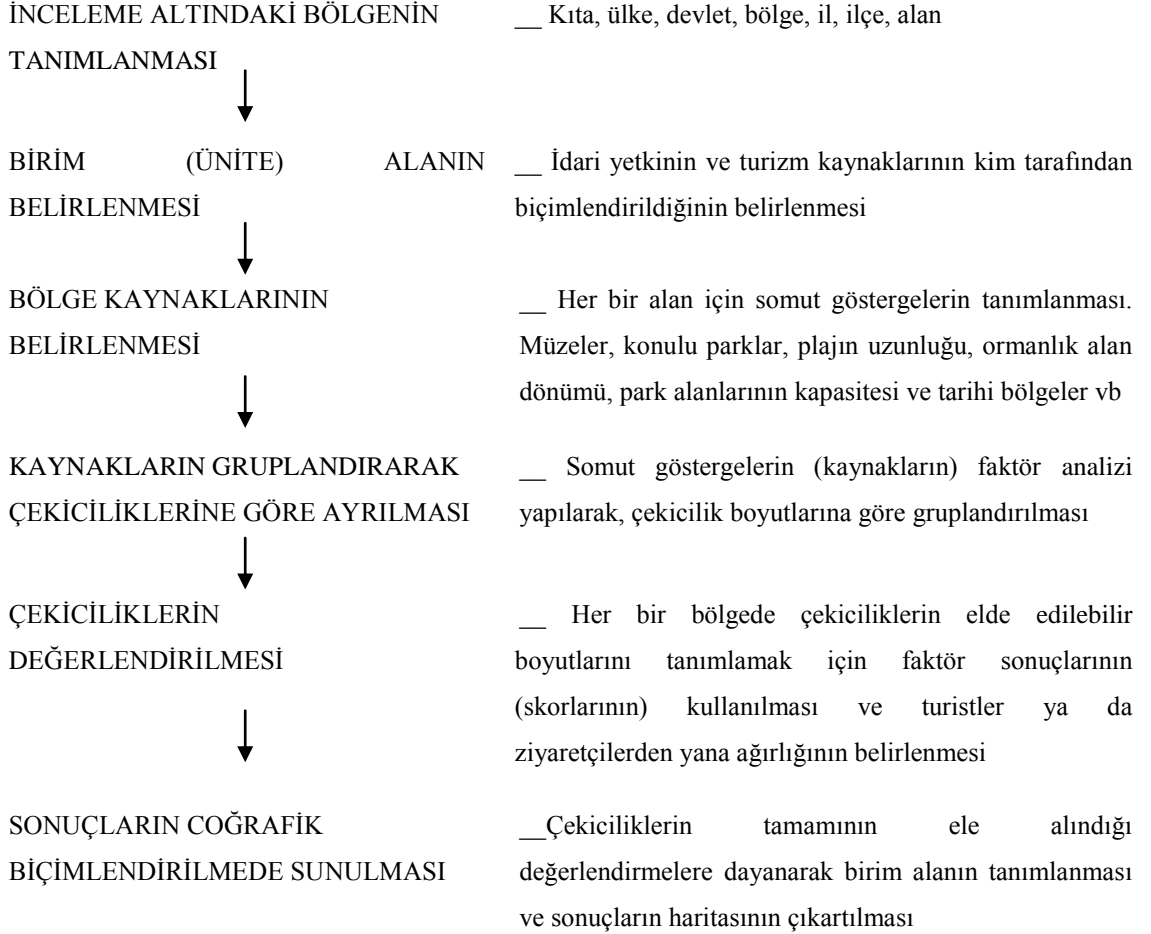 İNCELEME ALTINDAKİ BÖLGENİN
TANIMLANMASI
__ Kıta, ülke, devlet, bölge, il, ilçe, alan
BİRİM (ÜNİTE) ALANIN
BELİRLENMESİ
__ İdari yetkinin ve turizm kaynaklarının kim tarafından
biçimlendirildiğinin belirlenmesi
BÖLGE KAYNAKLARININ
BELİRLENMESİ
__ Her bir alan için somut göstergelerin tanımlanması.
Müzeler, konulu parklar, plajın uzunluğu, ormanlık alan
dönümü, park alanlarının kapasitesi ve tarihi bölgeler vb
KAYNAKLARIN GRUPLANDIRARAK
ÇEKİCİLİKLERİNE GÖRE AYRILMASI
__ Somut göstergelerin (kaynakların) faktör analizi
yapılarak, çekicilik boyutlarına göre gruplandırılması
ÇEKİCİLİKLERİN
DEĞERLENDİRİLMESİ
__ Her bir bölgede çekiciliklerin elde edilebilir
boyutlarını tanımlamak için faktör sonuçlarının
(skorlarının) kullanılması ve turistler ya da
ziyaretçilerden yana ağırlığının belirlenmesi
SONUÇLARIN COĞRAFİK
BİÇİMLENDİRİLMEDE SUNULMASI
__Çekiciliklerin tamamının ele alındığı
değerlendirmelere dayanarak birim alanın tanımlanması
ve sonuçların haritasının çıkartılması